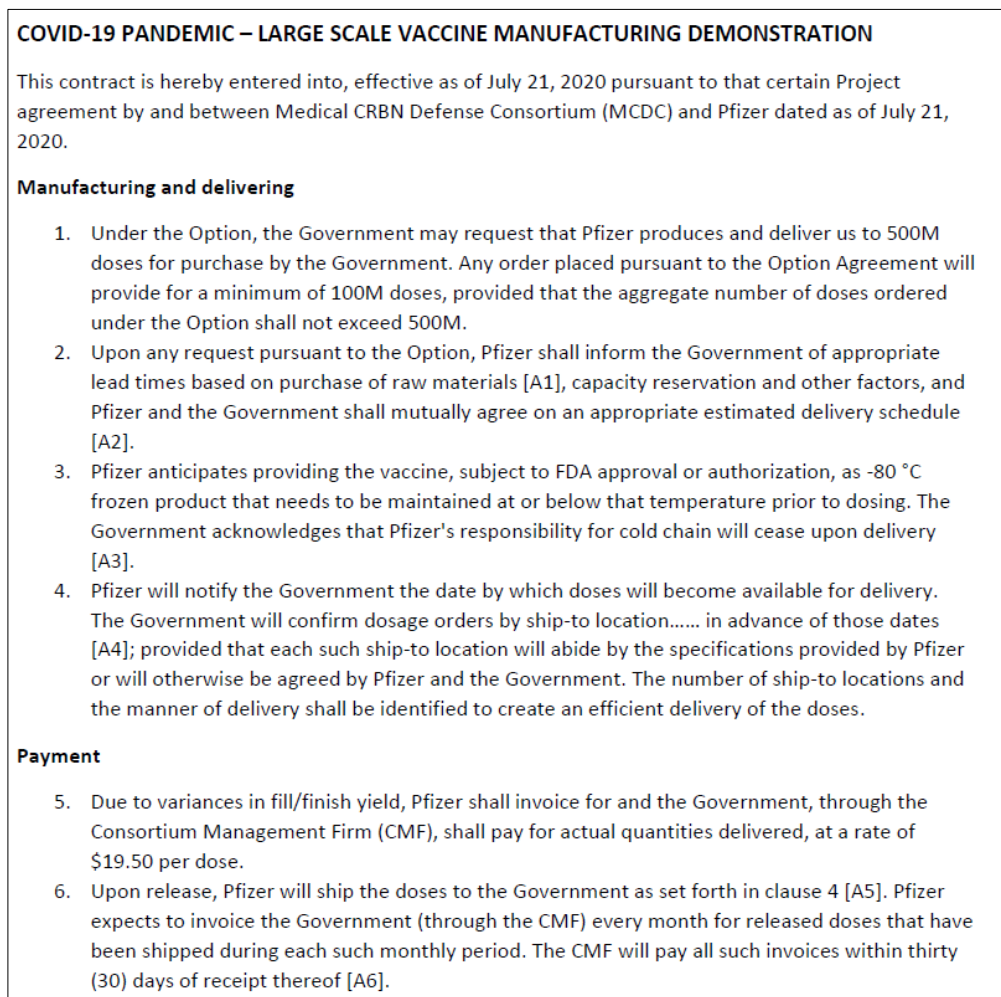 COVID-19 PANDEMIC – LARGE SCALE VACCINE MANUFACTURING DEMONSTRATION
This contract is hereby entered into, effective as of July 21, 2020 pursuant to that certain Project
agreement by and between Medical CRBN Defense Consortium (MCDC) and Pfizer dated as of July 21,
2020.
Manufacturing and delivering
1. Under the Option, the Government may request that Pfizer produces and deliver us to 500M
doses for purchase by the Government. Any order placed pursuant to the Option Agreement will
provide for a minimum of 100M doses, provided that the aggregate number of doses ordered
under the Option shall not exceed 500M.
2. Upon any request pursuant to the Option, Pfizer shall inform the Government of appropriate
lead times based on purchase of raw materials [A1], capacity reservation and other factors, and
Pfizer and the Government shall mutually agree on an appropriate estimated delivery schedule
[A2].
3. Pfizer anticipates providing the vaccine, subject to FDA approval or authorization, as -80 °C
frozen product that needs to be maintained at or below that temperature prior to dosing. The
Government acknowledges that Pfizer's responsibility for cold chain will cease upon delivery
[A3].
4. Pfizer will notify the Government the date by which doses will become available for delivery.
The Government will confirm dosage orders by ship-to location...... in advance of those dates
[A4]; provided that each such ship-to location will abide by the specifications provided by Pfizer
or will otherwise be agreed by Pfizer and the Government. The number of ship-to locations and
the manner of delivery shall be identified to create an efficient delivery of the doses.
Payment
5. Due to variances in fill/finish yield, Pfizer shall invoice for and the Government, through the
Consortium Management Firm (CMF), shall pay for actual quantities delivered, at a rate of
$19.50 per dose.
6. Upon release, Pfizer will ship the doses to the Government as set forth in clause 4 [A5]. Pfizer
expects to invoice the Government (through the CMF) every month for released doses that have
been shipped during each such monthly period. The CMF will pay all such invoices within thirty
(30) days of receipt thereof [A6].